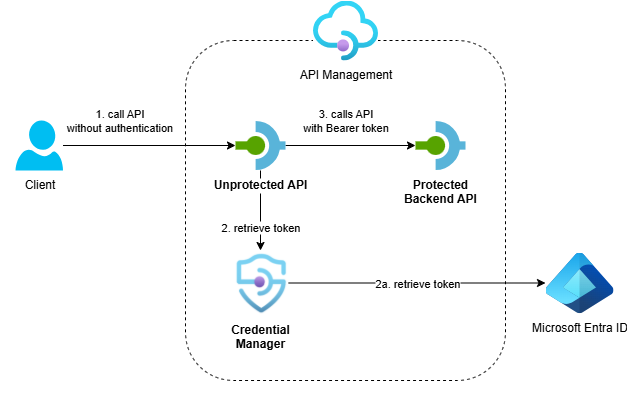 API Management
1. call API
without authentication
3. calls API
with Bearer token
Client
Unprotected API
Protected
Backend API
2. retrieve token
2a. retrieve token
Credential
Manager
Microsoft Entra ID